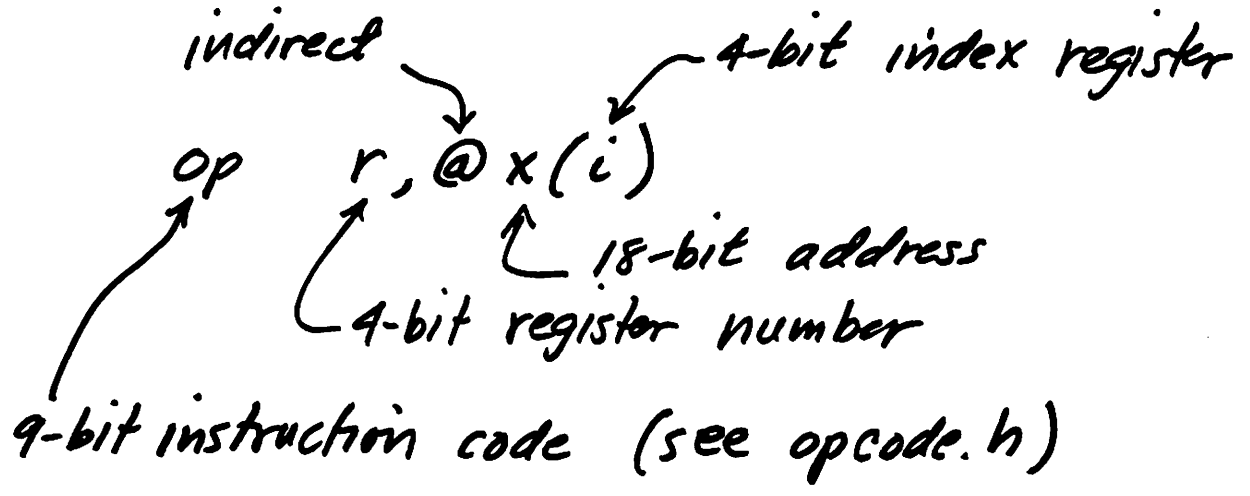 indirect 4-bit index register
op r, @ x (i)
18-bit address
4-bit register number
9-bit instruction code (see opcode.h)